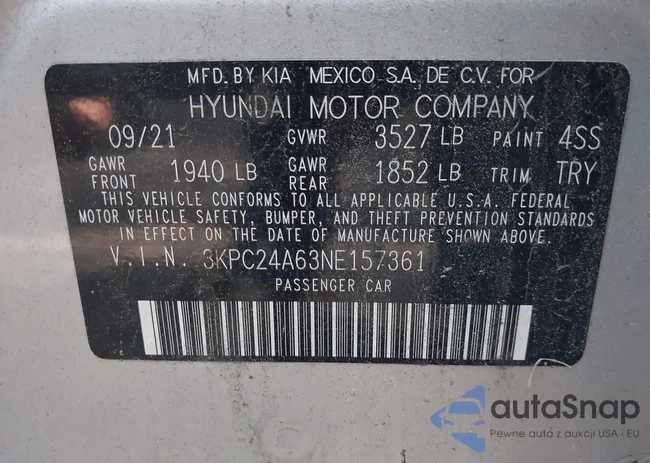 MFD. BY KIA MEXICO S.A. DE C.V. FOR
HYUNDAI MOTOR COMPANY
09/21 GVWR 3527 LB PAINT 4SS
GAWR FRONT 1940 LB GAWR REAR 1852 LB TRIM TRY
THIS VEHICLE CONFORMS TO ALL APPLICABLE U.S.A. FEDERAL
MOTOR VEHICLE SAFETY, BUMPER, AND THEFT PREVENTION STANDARDS
IN EFFECT ON THE DATE OF MANUFACTURE SHOWN ABOVE.
V.I.N. 3KPC24A63NE157361
PASSENGER CAR
autaSnap
Pewne auta z aukcji USA i EU